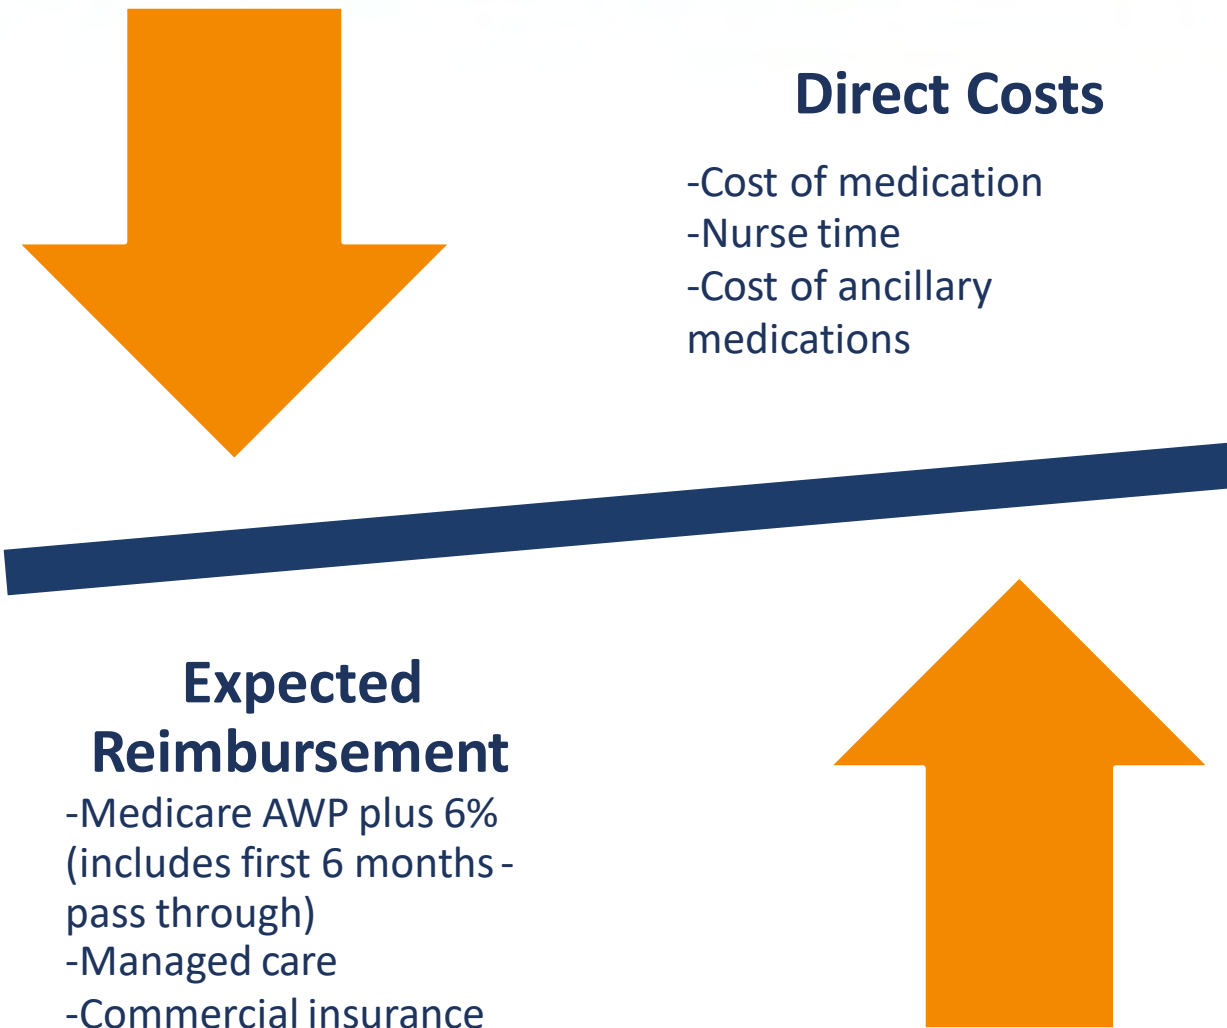 Direct Costs
-Cost of medication
-Nurse time
-Cost of ancillary
medications
Expected
Reimbursement
-Medicare AWP plus 6%
(includes first 6 months -
pass through)
-Managed care
-Commercial insurance